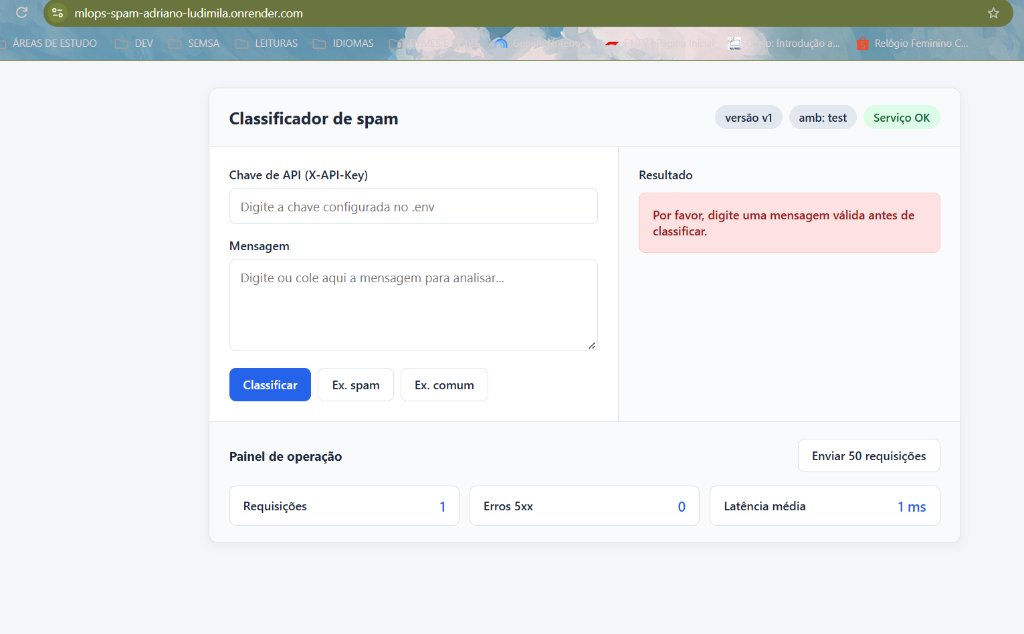 mlops-spam-adriano-ludimila.onrender.com
ÁREAS DE ESTUDO
DEV
SEMSA
LEITURAS
IDIOMAS
Introdução a...
Relógio Feminino C...
Classificador de spam
versão v1
amb: test
Serviço OK
Chave de API (X-API-Key)
Digite a chave configurada no .env
Mensagem
Digite ou cole aqui a mensagem para analisar...
Classificar
Ex. spam
Ex. comum
Resultado
Por favor, digite uma mensagem válida antes de
classificar.
Painel de operação
Enviar 50 requisições
Requisições
1
Erros 5xx
0
Latência média
1 ms